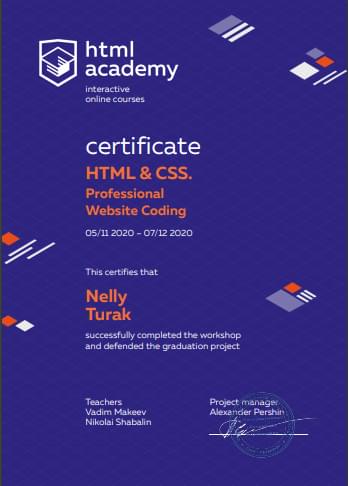 html
academy
interactive
online courses
certificate
HTML & CSS.
Professional
Website Coding
05/11 2020 – 07/12 2020
This certifies that
Nelly
Turak
successfully completed the workshop
and defended the graduation project
Teachers
Vadim Makeev
Nikolai Shabalin
Project manager
Alexander Pershin